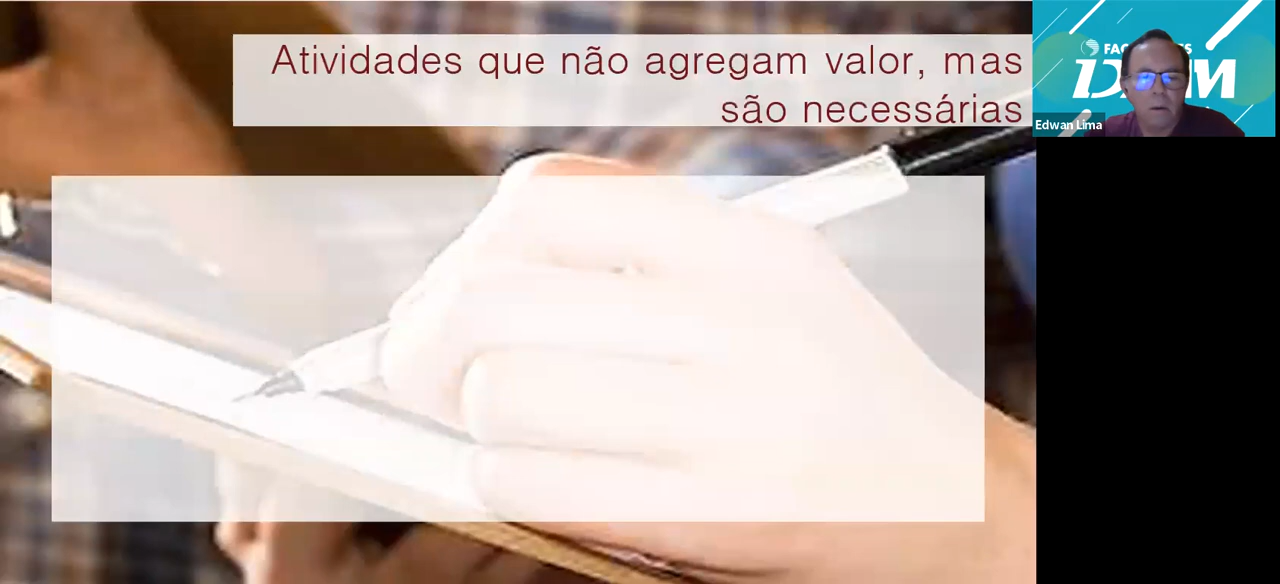 Atividades que não agregam valor, mas
são necessárias
Edwan Lima